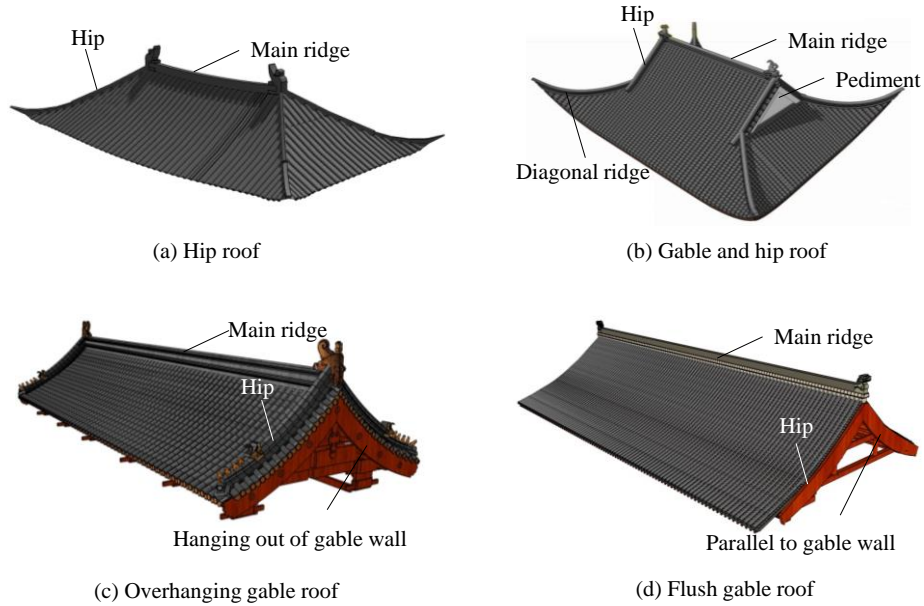 Hip
Main ridge
(a) Hip roof
Hip
Main ridge
Pediment
Diagonal ridge
(b) Gable and hip roof
Main ridge
Hip
Hanging out of gable wall
(c) Overhanging gable roof
Main ridge
Hip
Parallel to gable wall
(d) Flush gable roof